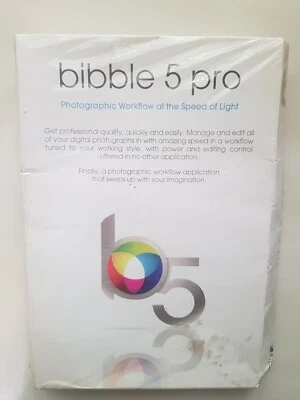 bibble 5 pro
Photographic Workflow at the Speed of Light
Get professional quality, quickly and easily. Manage and edit all
of your digital photographs in with amazing speed in a workflow
tuned to your working style, with power and editing control
offered in no other application.
Finally, a photographic workflow application
that keeps up with your imagination.
b5